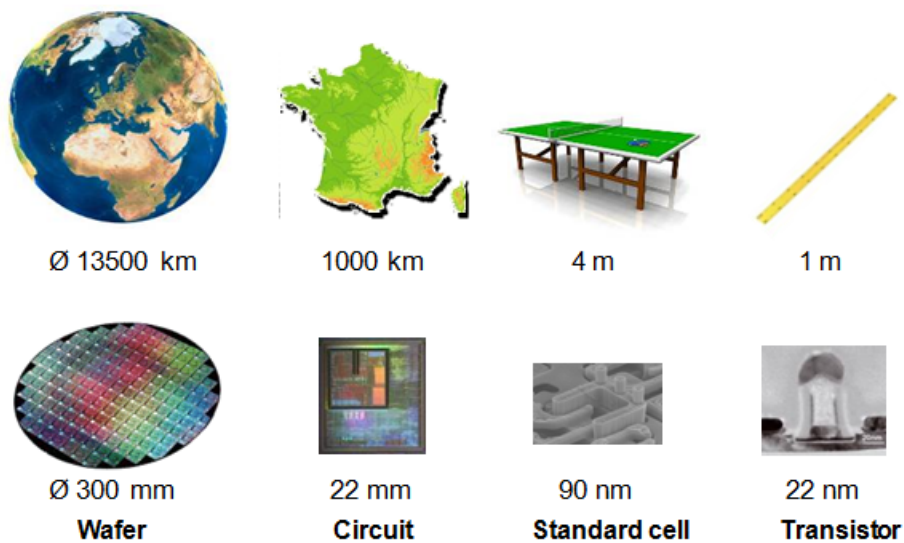 Ø 13500 km
1000 km
4 m
1 m
Ø 300 mm
22 mm
90 nm
22 nm
Wafer
Circuit
Standard cell
Transistor
20nm